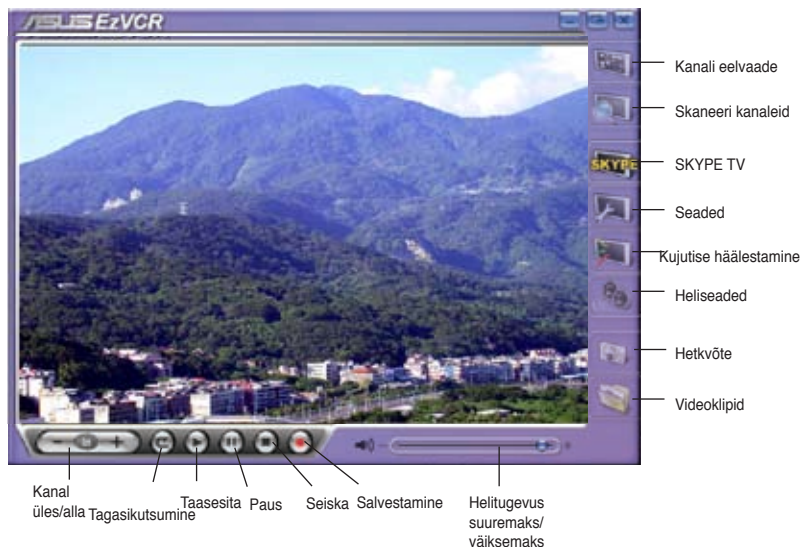 ASUS EzVCR
Kanali eelvaade
Skaneeri kanaleid
SKYPE
SKYPE TV
Seaded
Kujutise häälestamine
Heliseaded
Hetkvõte
Videoklipid
Kanal
üles/alla
Tagasikutsumine
Taasesita
Paus
Seiska
Salvestamine
Helitugevus
suuremaks/
väiksemaks